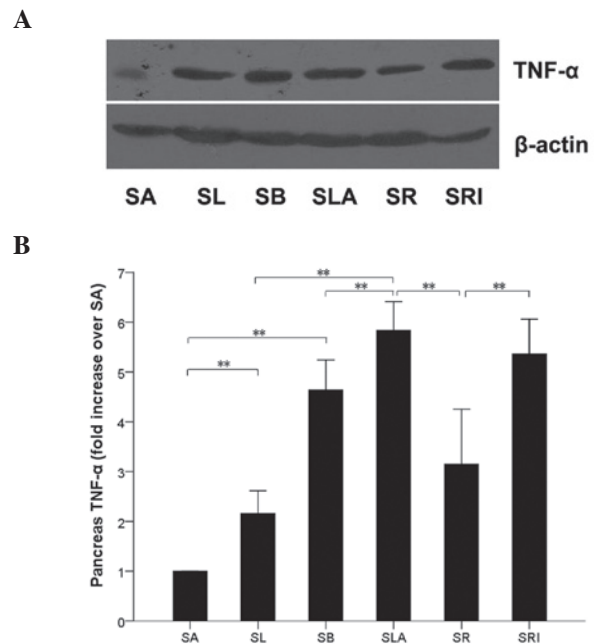 A
TNF-α
β-actin
SA SL SB SLA SR SRI
B
Pancreas TNF-α (fold increase over SA)
7
6
5
4
3
2
1
0
**
**
**
**
**
**
SA SL SB SLA SR SRI